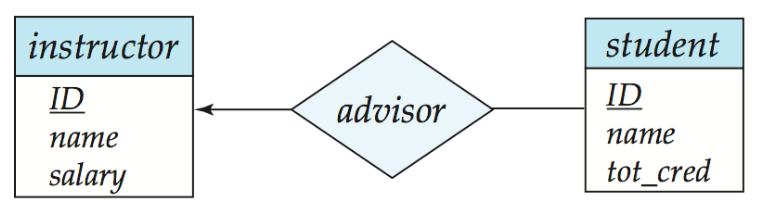 instructor
ID
name
salary
advisor
student
ID
name
tot_cred